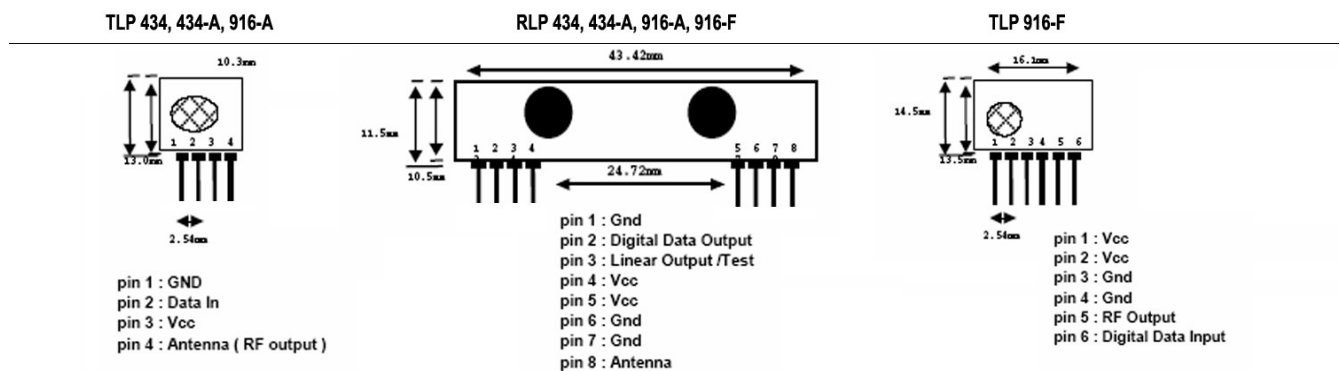 TLP 434, 434-A, 916-A
RLP 434, 434-A, 916-A, 916-F
TLP 916-F
10.3mm
1 2 3 4
13.0mm
2.54mm
pin 1 : GND
pin 2 : Data In
pin 3 : Vcc
pin 4 : Antenna ( RF output )
43.42mm
11.5mm
1 2 3 4
5 6 7 8
10.5mm
24.72mm
pin 1 : Gnd
pin 2 : Digital Data Output
pin 3 : Linear Output /Test
pin 4 : Vcc
pin 5 : Vcc
pin 6 : Gnd
pin 7 : Gnd
pin 8 : Antenna
16.1mm
14.5mm
1 2 3 4 5 6
13.5mm
2.54mm
pin 1 : Vcc
pin 2 : Vcc
pin 3 : Gnd
pin 4 : Gnd
pin 5 : RF Output
pin 6 : Digital Data Input